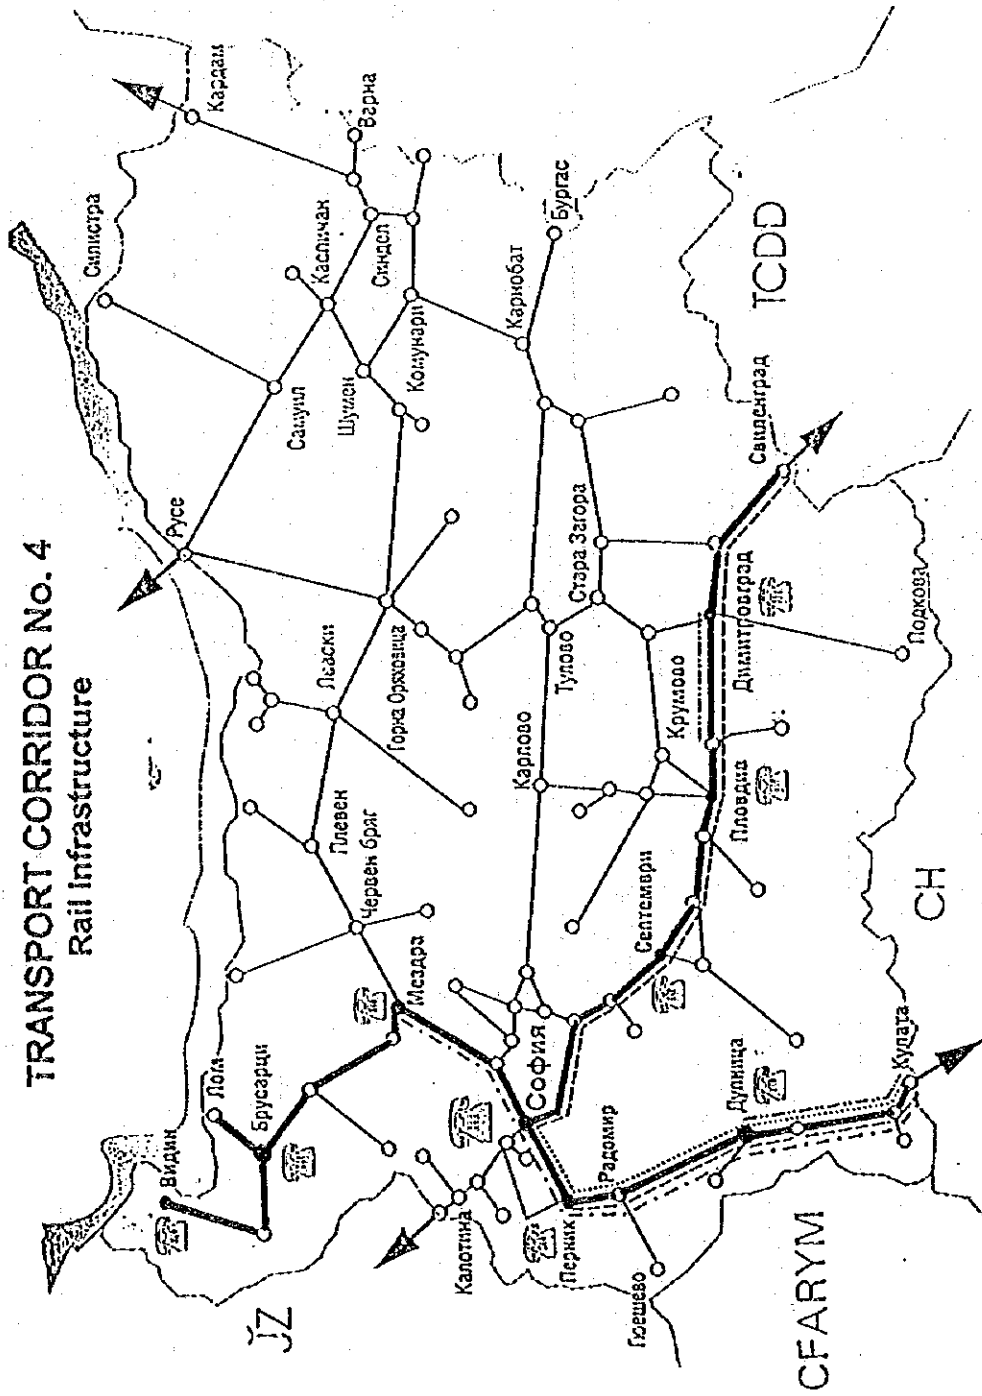 TRANSPORT CORRIDOR No. 4
Rail Infrastructure
Видин
Лом
Брусарци
Мездра
Червен бряг
Плевен
Левски
Горна Оряховица
Русе
Силистра
Самуил
Шумен
Каспичан
Кардам
Варна
Синдел
Комунари
Карнобат
Бургас
Калотина
София
Перник
Радомир
Гюешево
Дупница
Кулата
Септември
Карлово
Тулово
Стара Загора
Пловдив
Крумово
Димитровград
Подкова
Свиленград
JŽ
CFARYM
CH
TCDD